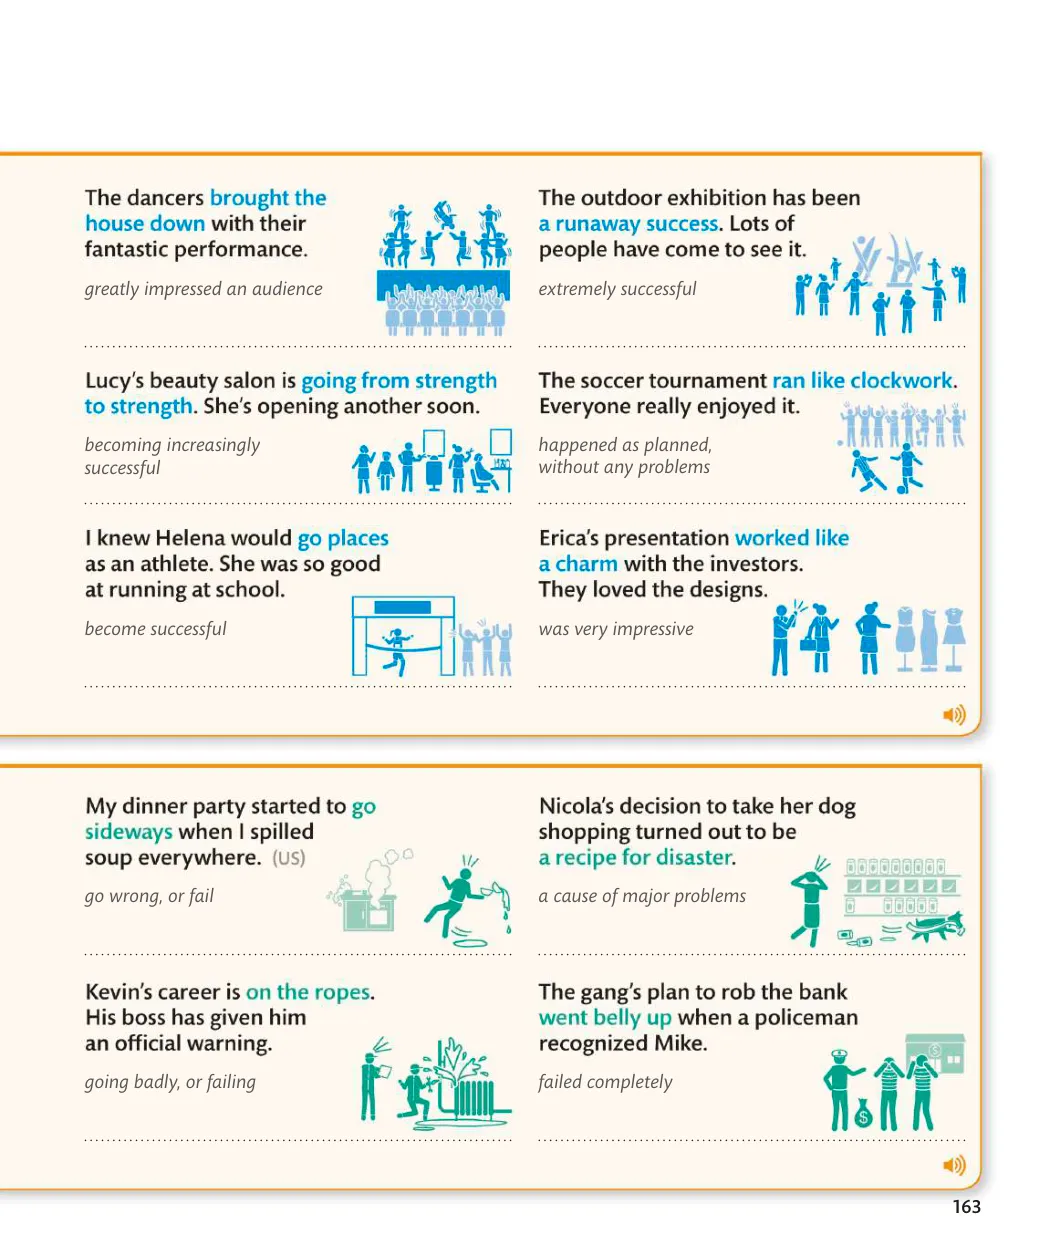 The dancers brought the
house down with their
fantastic performance.
greatly impressed an audience
The outdoor exhibition has been
a runaway success. Lots of
people have come to see it.
extremely successful
Lucy's beauty salon is going from strength
to strength. She's opening another soon.
becoming increasingly
successful
The soccer tournament ran like clockwork.
Everyone really enjoyed it.
happened as planned,
without any problems
I knew Helena would go places
as an athlete. She was so good
at running at school.
become successful
Erica's presentation worked like
a charm with the investors.
They loved the designs.
was very impressive
My dinner party started to go
sideways when I spilled
soup everywhere. (US)
go wrong, or fail
Nicola's decision to take her dog
shopping turned out to be
a recipe for disaster.
a cause of major problems
Kevin's career is on the ropes.
His boss has given him
an official warning.
going badly, or failing
The gang's plan to rob the bank
went belly up when a policeman
recognized Mike.
failed completely
$
$
163